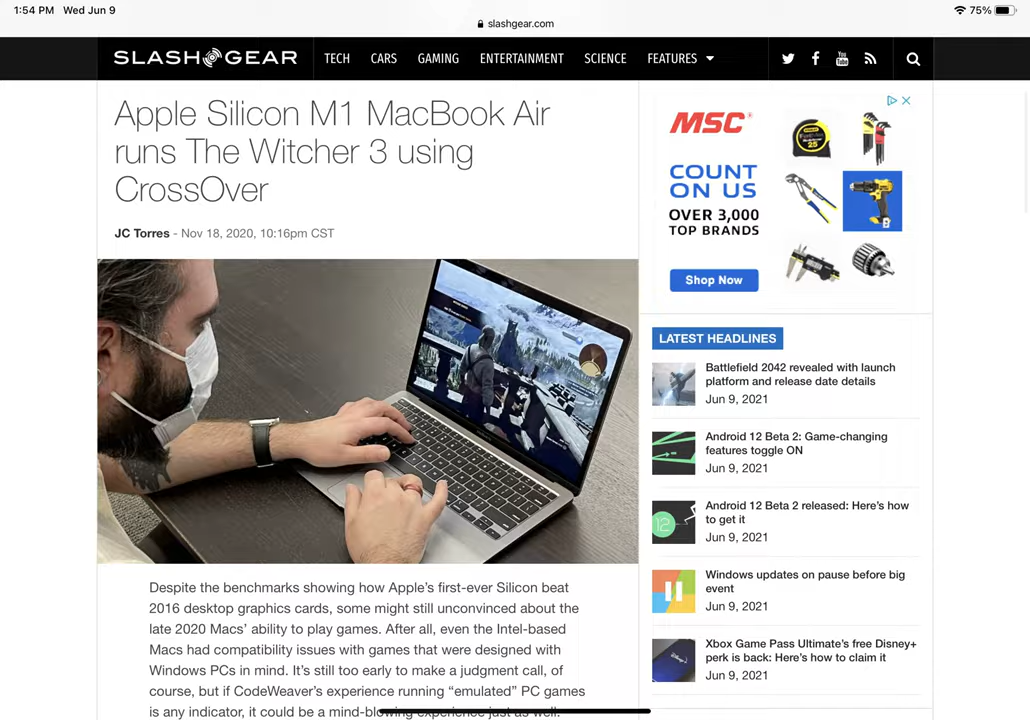 1:54 PM Wed Jun 9
75%
slashgear.com
SLASHGEAR
TECH CARS GAMING ENTERTAINMENT SCIENCE FEATURES
You Tube
Apple Silicon M1 MacBook Air
runs The Witcher 3 using
CrossOver
JC Torres - Nov 18, 2020, 10:16pm CST
Despite the benchmarks showing how Apple's first-ever Silicon beat
2016 desktop graphics cards, some might still unconvinced about the
late 2020 Macs' ability to play games. After all, even the Intel-based
Macs had compatibility issues with games that were designed with
Windows PCs in mind. It's still too early to make a judgment call, of
course, but if CodeWeaver's experience running “emulated” PC games
is any indicator, it could be a mind-blowing experience just as well.
MSC
COUNT
ON US
OVER 3,000
TOP BRANDS
Shop Now
25
LATEST HEADLINES
Battlefield 2042 revealed with launch
platform and release date details
Jun 9, 2021
Android 12 Beta 2: Game-changing
features toggle ON
Jun 9, 2021
12
Android 12 Beta 2 released: Here's how
to get it
Jun 9, 2021
Windows updates on pause before big
event
Jun 9, 2021
Disney+
Xbox Game Pass Ultimate's free Disney+
perk is back: Here's how to claim it
Jun 9, 2021